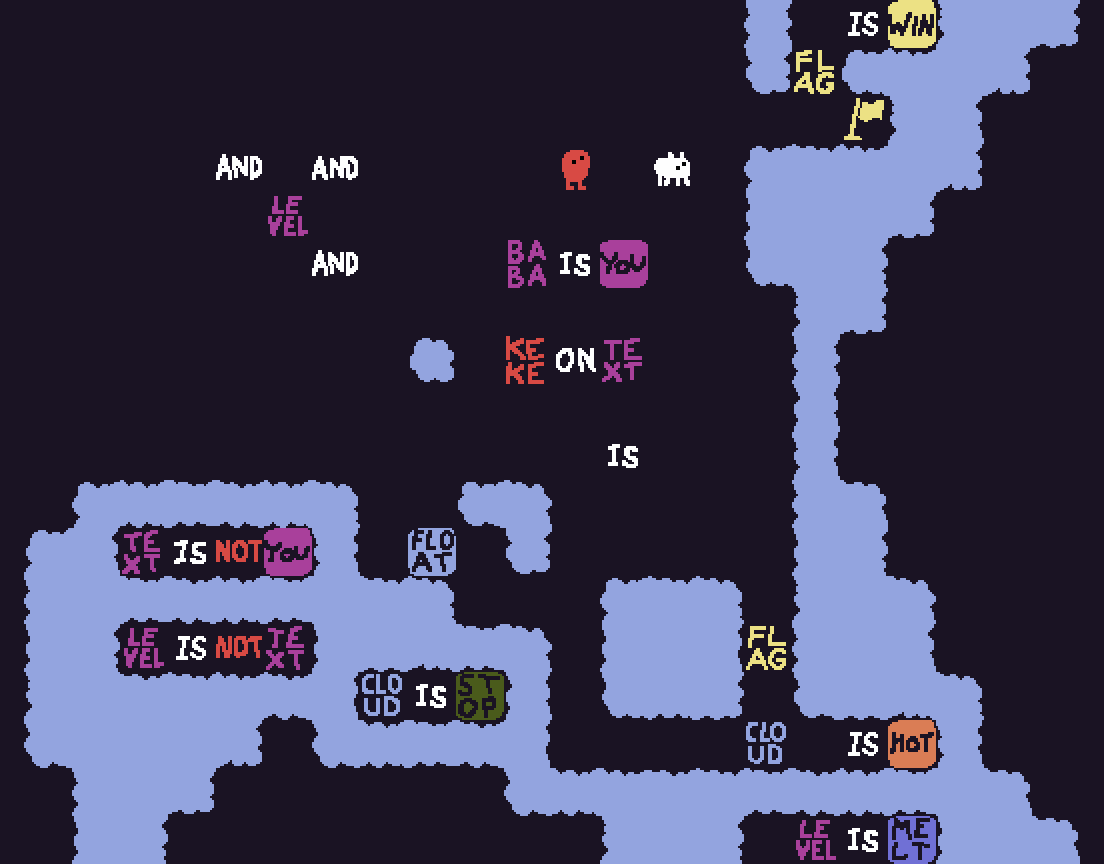 IS WIN
FLAG
AND AND
LEVEL
AND BABA IS YOU
KEKE ON TEXT
IS
TEXT IS NOT YOU FLOAT
LEVEL IS NOT TEXT FLAG
CLOUD IS STOP
CLOUD IS HOT
LEVEL IS MELT